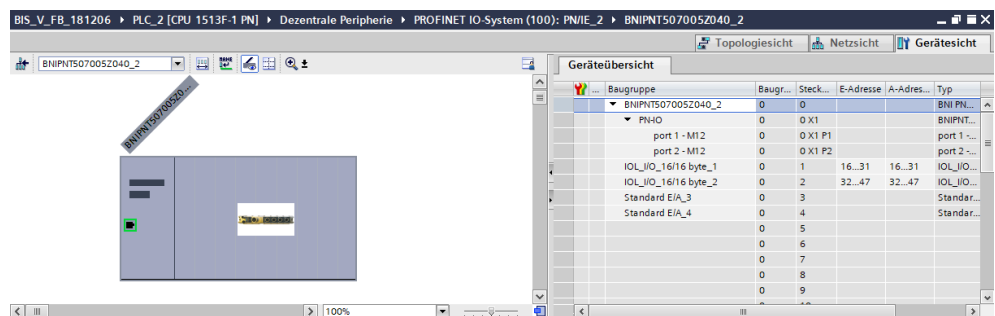 BIS_V_FB_181206 ▸ PLC_2 [CPU 1513F-1 PN] ▸ Dezentrale Peripherie ▸ PROFINET IO-System (100): PN/IE_2 ▸ BNIPNT507005Z040_2
Topologiesicht Netzsicht Gerätesicht
BNIPNT507005Z040_2
BNIPNT507005Z0...
100%
Geräteübersicht
... Baugruppe Baugr... Steck... E-Adresse A-Adres... Typ
BNIPNT507005Z040_2 0 0 BNI PN...
PN-IO 0 0 X1 BNIPNT...
port 1 - M12 0 0 X1 P1 port 1 -...
port 2 - M12 0 0 X1 P2 port 2 -...
IOL_I/O_16/16 byte_1 0 1 16...31 16...31 IOL_I/O...
IOL_I/O_16/16 byte_2 0 2 32...47 32...47 IOL_I/O...
Standard E/A_3 0 3 Standar...
Standard E/A_4 0 4 Standar...
0 5
0 6
0 7
0 8
0 9